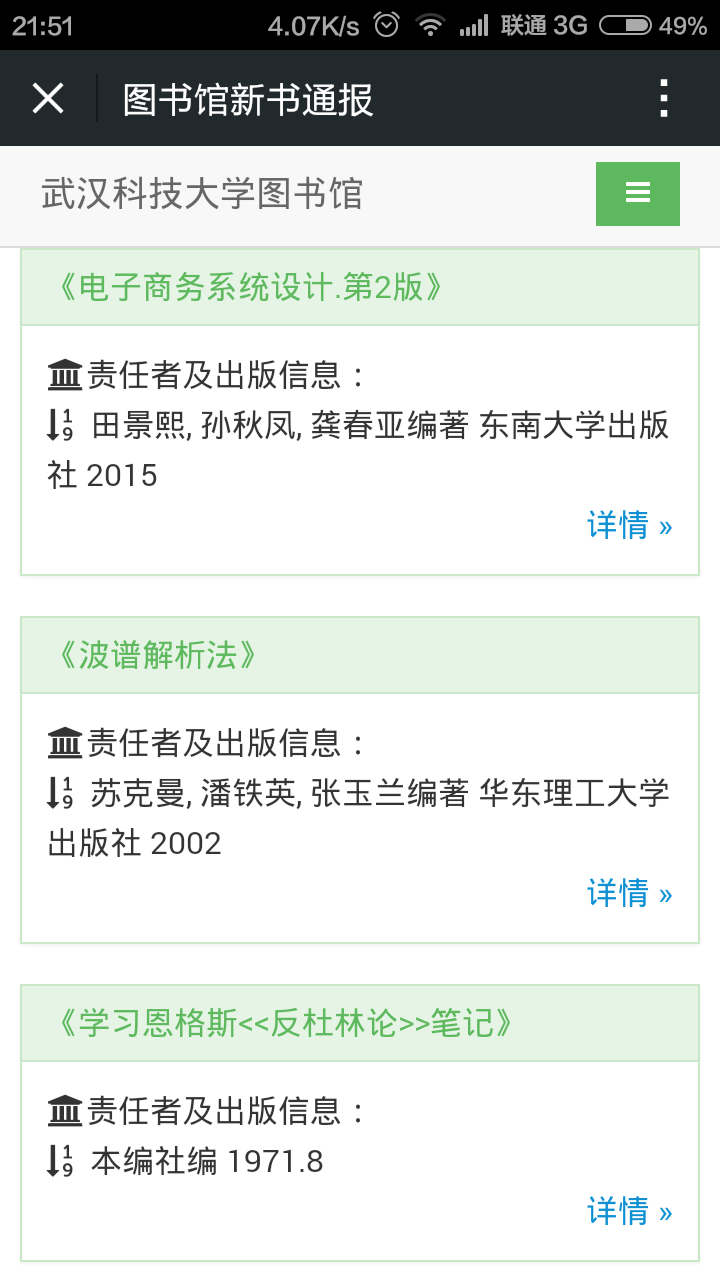 21:51 4.07K/s 联通 3G 49%
图书馆新书通报
武汉科技大学图书馆
《电子商务系统设计.第2版》
责任者及出版信息：
田景熙, 孙秋凤, 龚春亚编著 东南大学出版
社 2015
详情 »
《波谱解析法》
责任者及出版信息：
苏克曼, 潘铁英, 张玉兰编著 华东理工大学
出版社 2002
详情 »
《学习恩格斯<<反杜林论>>笔记》
责任者及出版信息：
本编社编 1971.8
详情 »